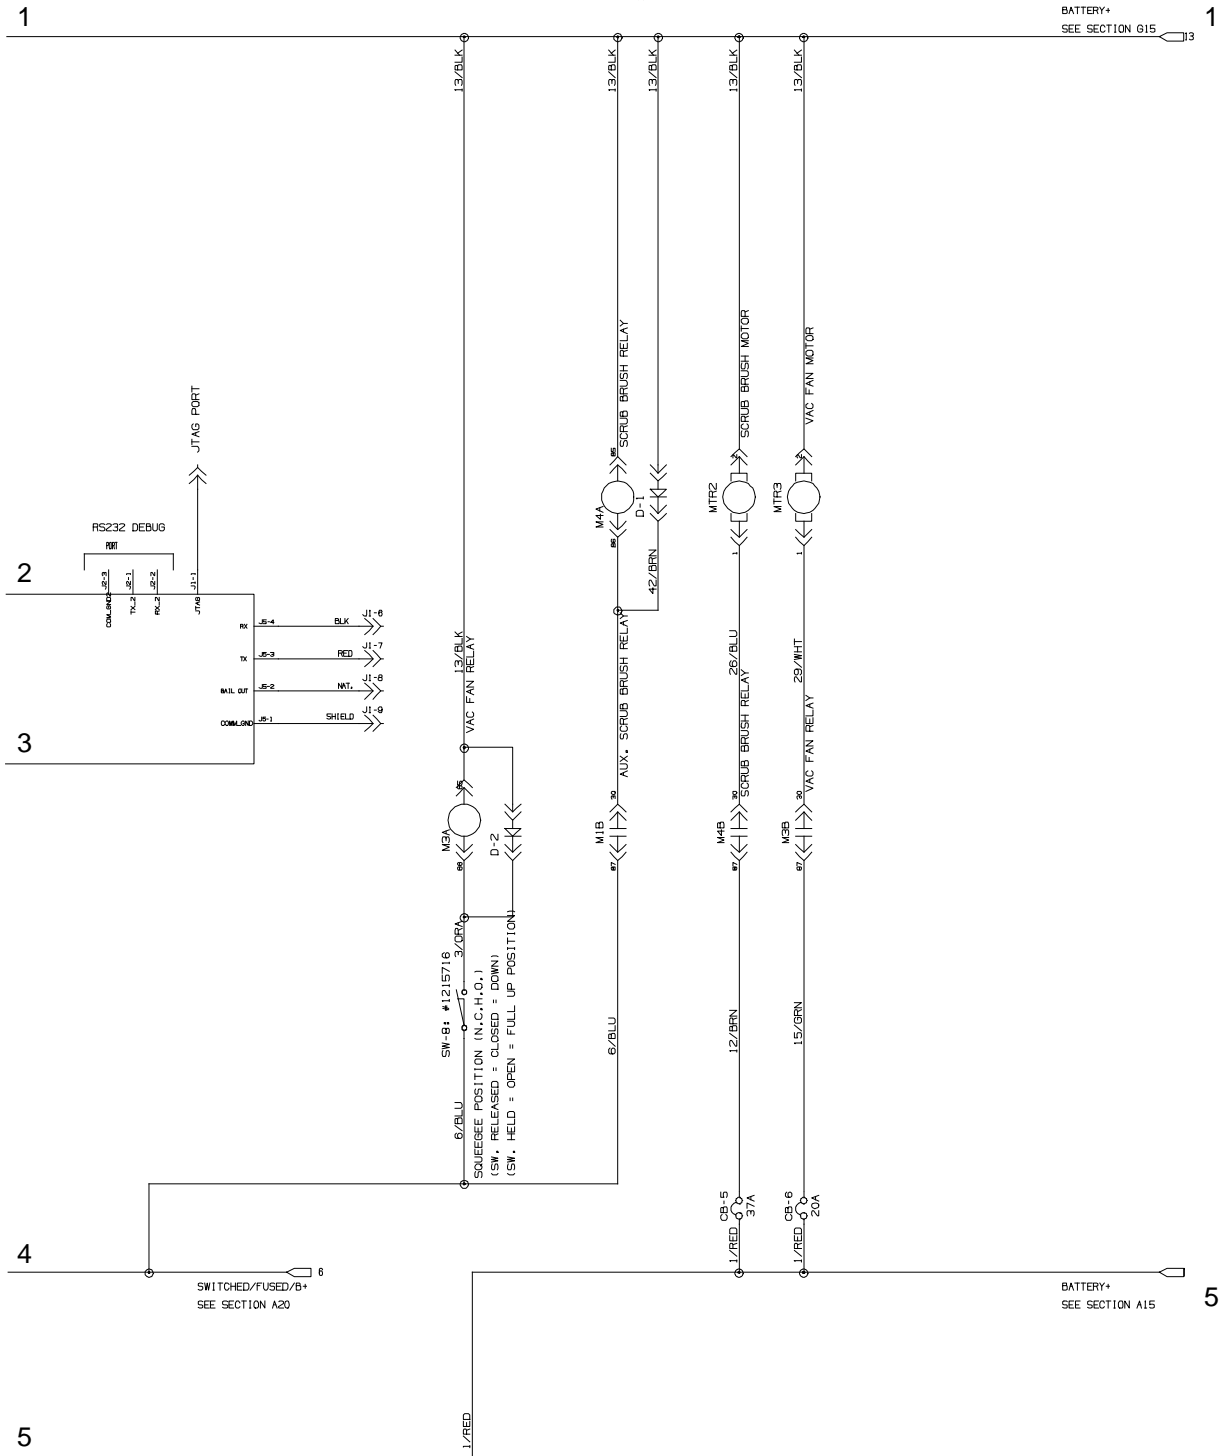 1
BATTERY+
1
SEE SECTION G15
13
13/BLK
13/BLK
13/BLK
13/BLK
13/BLK
SCRUB BRUSH RELAY
SCRUB BRUSH MOTOR
VAC FAN MOTOR
JTAG PORT
85
2
2
M4A
D-1
MTR2
MTR3
86
1
1
RS232 DEBUG
PORT
42/BRN
2
J2-3
J2-1
J2-2
J1-1
COM_GND2
TX_2
RX_2
JTAG
RX
J5-4
BLK
J1-6
TX
J5-3
RED
J1-7
BAIL OUT
J5-2
NAT.
J1-8
COMM_GND
J5-1
SHIELD
J1-9
13/BLK
VAC FAN RELAY
AUX. SCRUB BRUSH RELAY
26/BLU
SCRUB BRUSH RELAY
29/WHT
VAC FAN RELAY
3
85
30
30
30
M3A
D-2
M1B
M4B
M3B
86
87
87
87
3/ORA
SW-8: #1215716
SQUEEGEE POSITION (N.C.H.O.)
(SW. RELEASED = CLOSED = DOWN)
(SW. HELD = OPEN = FULL UP POSITION)
6/BLU
6/BLU
12/BRN
15/GRN
CB-5
37A
CB-6
20A
1/RED
1/RED
4
6
SWITCHED/FUSED/B+
SEE SECTION A20
BATTERY+
SEE SECTION A15
5
1/RED
5